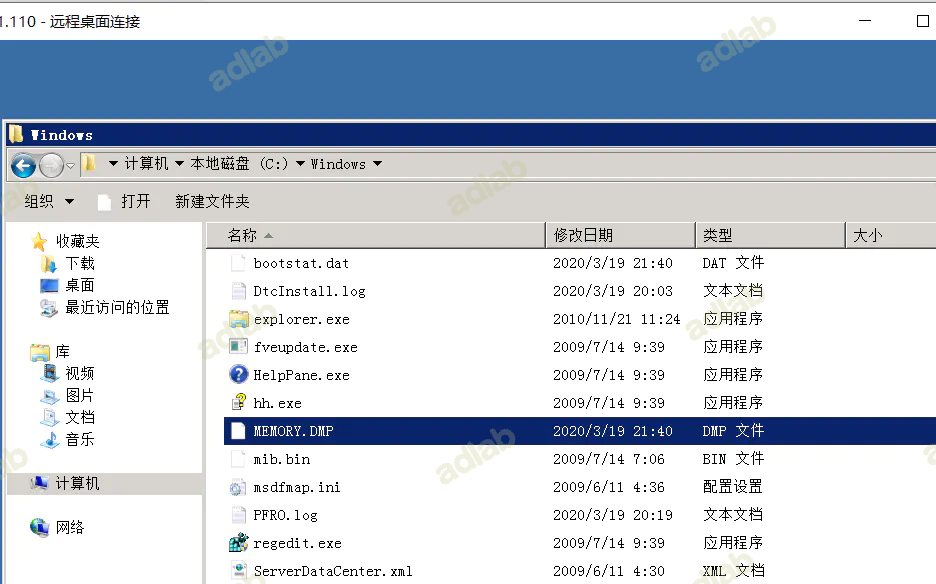 1.110 - 远程桌面连接
Windows
计算机 本地磁盘 (C:) Windows
组织 打开 新建文件夹
名称 修改日期 类型 大小
收藏夹
下载
桌面
最近访问的位置
库
视频
图片
文档
音乐
计算机
网络
bootstat.dat 2020/3/19 21:40 DAT 文件
DtcInstall.log 2020/3/19 20:03 文本文档
explorer.exe 2010/11/21 11:24 应用程序
fveupdate.exe 2009/7/14 9:39 应用程序
HelpPane.exe 2009/7/14 9:39 应用程序
hh.exe 2009/7/14 9:39 应用程序
MEMORY.DMP 2020/3/19 21:40 DMP 文件
mib.bin 2009/7/14 7:06 BIN 文件
msdfmap.ini 2009/6/11 4:36 配置设置
PFRO.log 2020/3/19 20:19 文本文档
regedit.exe 2009/7/14 9:39 应用程序
ServerDataCenter.xml 2009/6/11 4:30 XML 文档
adlab
adlab
adlab
adlab
adlab
adlab